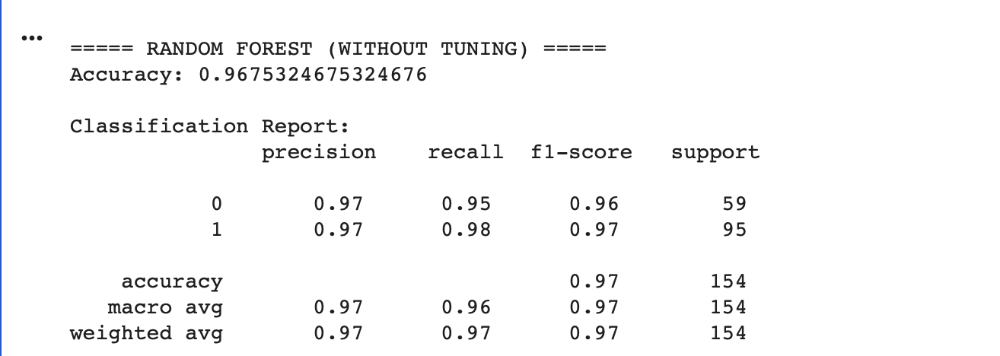 ...
===== RANDOM FOREST (WITHOUT TUNING) =====
Accuracy: 0.9675324675324676
Classification Report:
precision recall f1-score support
0 0.97 0.95 0.96 59
1 0.97 0.98 0.97 95
accuracy 0.97 154
macro avg 0.97 0.96 0.97 154
weighted avg 0.97 0.97 0.97 154